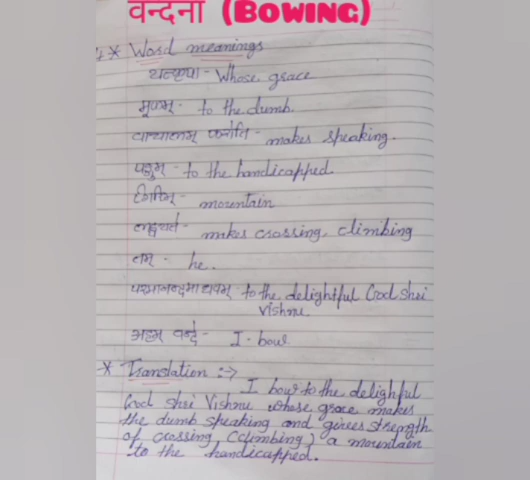 वन्दना (BOWING)
* Word meanings
यत्कृपा - Whose grace
मूकम् - to the dumb.
करोति - makes speaking.
पङ्गुम् - to the handicapped
गिरिम् - mountain
लङ्घयते - makes crossing, climbing
तम् - he.
परमानन्दमाधवम् - to the delightful God shri
Vishnu.
अहम् वन्दे - I - bow
* Translation :->
I bow to the delighful
God shri Vishnu whose grace makes
the dumb speaking and gives strength
of crossing (climbing) a mountain
to the handicapped.